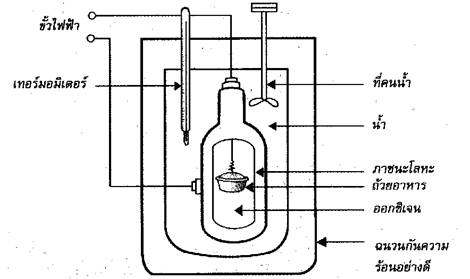 ขั้วไฟฟ้า
เทอร์มอมิเตอร์
ที่คนน้ำ
น้ำ
ภาชนะโลหะ
ถ้วยอาหาร
ออกซิเจน
ฉนวนกันความ
ร้อนอย่างดี